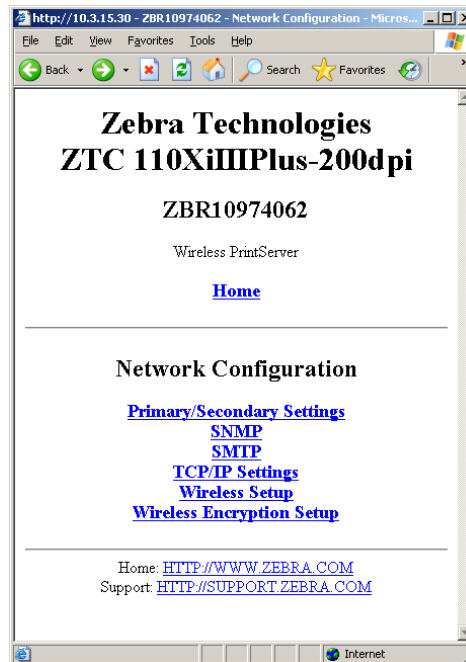 http://10.3.15.30 - ZBR10974062 - Network Configuration - Micros...
File Edit View Favorites Tools Help
Back Search Favorites
Zebra Technologies
ZTC 110XiIIIPlus-200dpi
ZBR10974062
Wireless PrintServer
Home
Network Configuration
Primary/Secondary Settings
SNMP
SMTP
TCP/IP Settings
Wireless Setup
Wireless Encryption Setup
Home: HTTP://WWW.ZEBRA.COM
Support: HTTP://SUPPORT.ZEBRA.COM
Internet